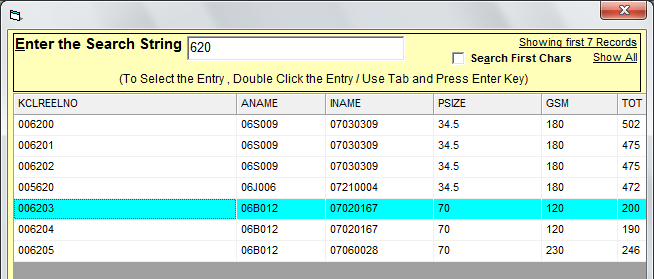 Enter the Search String 620 Showing first 7 Records
Search First Chars Show All
(To Select the Entry , Double Click the Entry / Use Tab and Press Enter Key)
KCLREELNO ANAME INAME PSIZE GSM TOT
006200 06S009 07030309 34.5 180 502
006201 06S009 07030309 34.5 180 475
006202 06S009 07030309 34.5 180 475
005620 06J006 07210004 34.5 180 472
006203 06B012 07020167 70 120 200
006204 06B012 07020167 70 120 190
006205 06B012 07060028 70 230 246